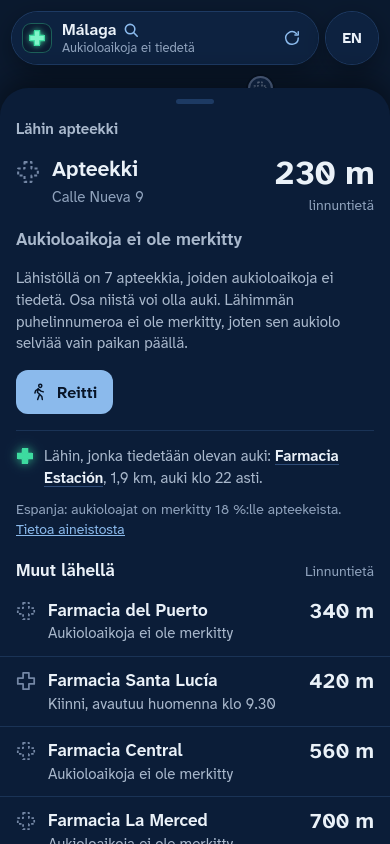 Málaga
Aukioloaikoja ei tiedetä
EN
Lähin apteekki
Apteekki
230 m
Calle Nueva 9
linnuntietä
Aukioloaikoja ei ole merkitty
Lähistöllä on 7 apteekkia, joiden aukioloaikoja ei
tiedetä. Osa niistä voi olla auki. Lähimmän
puhelinnumeroa ei ole merkitty, joten sen aukiolo
selviää vain paikan päällä.
Reitti
Lähin, jonka tiedetään olevan auki: Farmacia
Estación, 1,9 km, auki klo 22 asti.
Espanja: aukioloajat on merkitty 18 %:lle apteekeista.
Tietoa aineistosta
Muut lähellä
Linnuntietä
Farmacia del Puerto
340 m
Aukioloaikoja ei ole merkitty
Farmacia Santa Lucía
420 m
Kiinni, avautuu huomenna klo 9.30
Farmacia Central
560 m
Aukioloaikoja ei ole merkitty
Farmacia La Merced
700 m
Aukioloaikoja ei ole merkitty